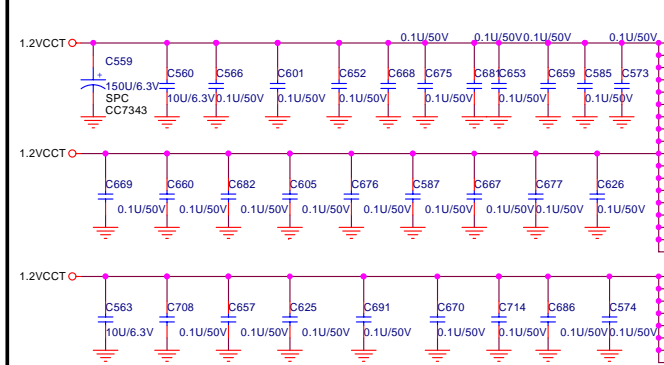 0.1U/50V 0.1U/50V 0.1U/50V 0.1U/50V
1.2VCCT
C559
C560 C566 C601 C652 C668 C675 C681 C653 C659 C585 C573
+
150U/6.3V 10U/6.3V 0.1U/50V 0.1U/50V 0.1U/50V 0.1U/50V 0.1U/50V 0.1U/50V
SPC
CC7343
1.2VCCT
C669 C660 C682 C605 C676 C587 C667 C677 C626
0.1U/50V 0.1U/50V 0.1U/50V 0.1U/50V 0.1U/50V 0.1U/50V 0.1U/50V 0.1U/50V 0.1U/50V
1.2VCCT
C563 C708 C657 C625 C691 C670 C714 C686 C574
10U/6.3V 0.1U/50V 0.1U/50V 0.1U/50V 0.1U/50V 0.1U/50V 0.1U/50V 0.1U/50V 0.1U/50V